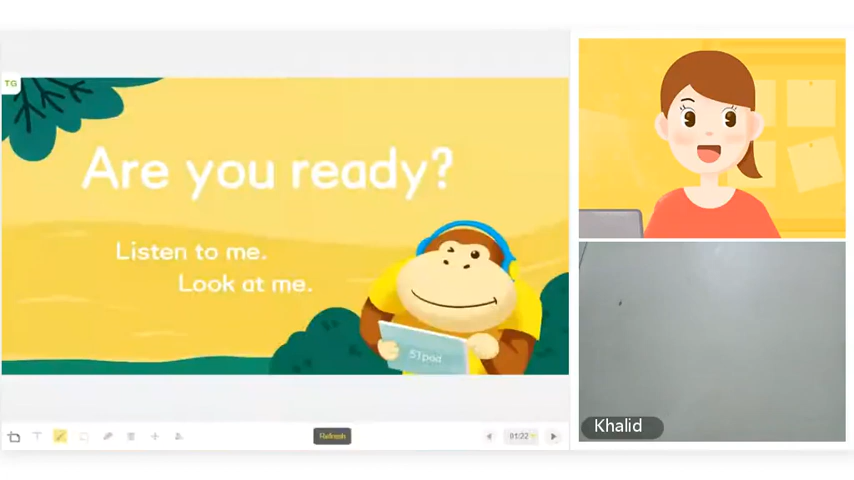 TG
Are you ready?
Listen to me.
Look at me.
51pad
Refresh
01:22
Khalid